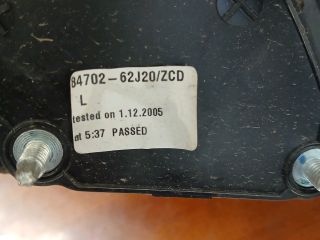 84702-62J20/ZCD
L
tested on 1.12.2005
at 5:37 PASSED